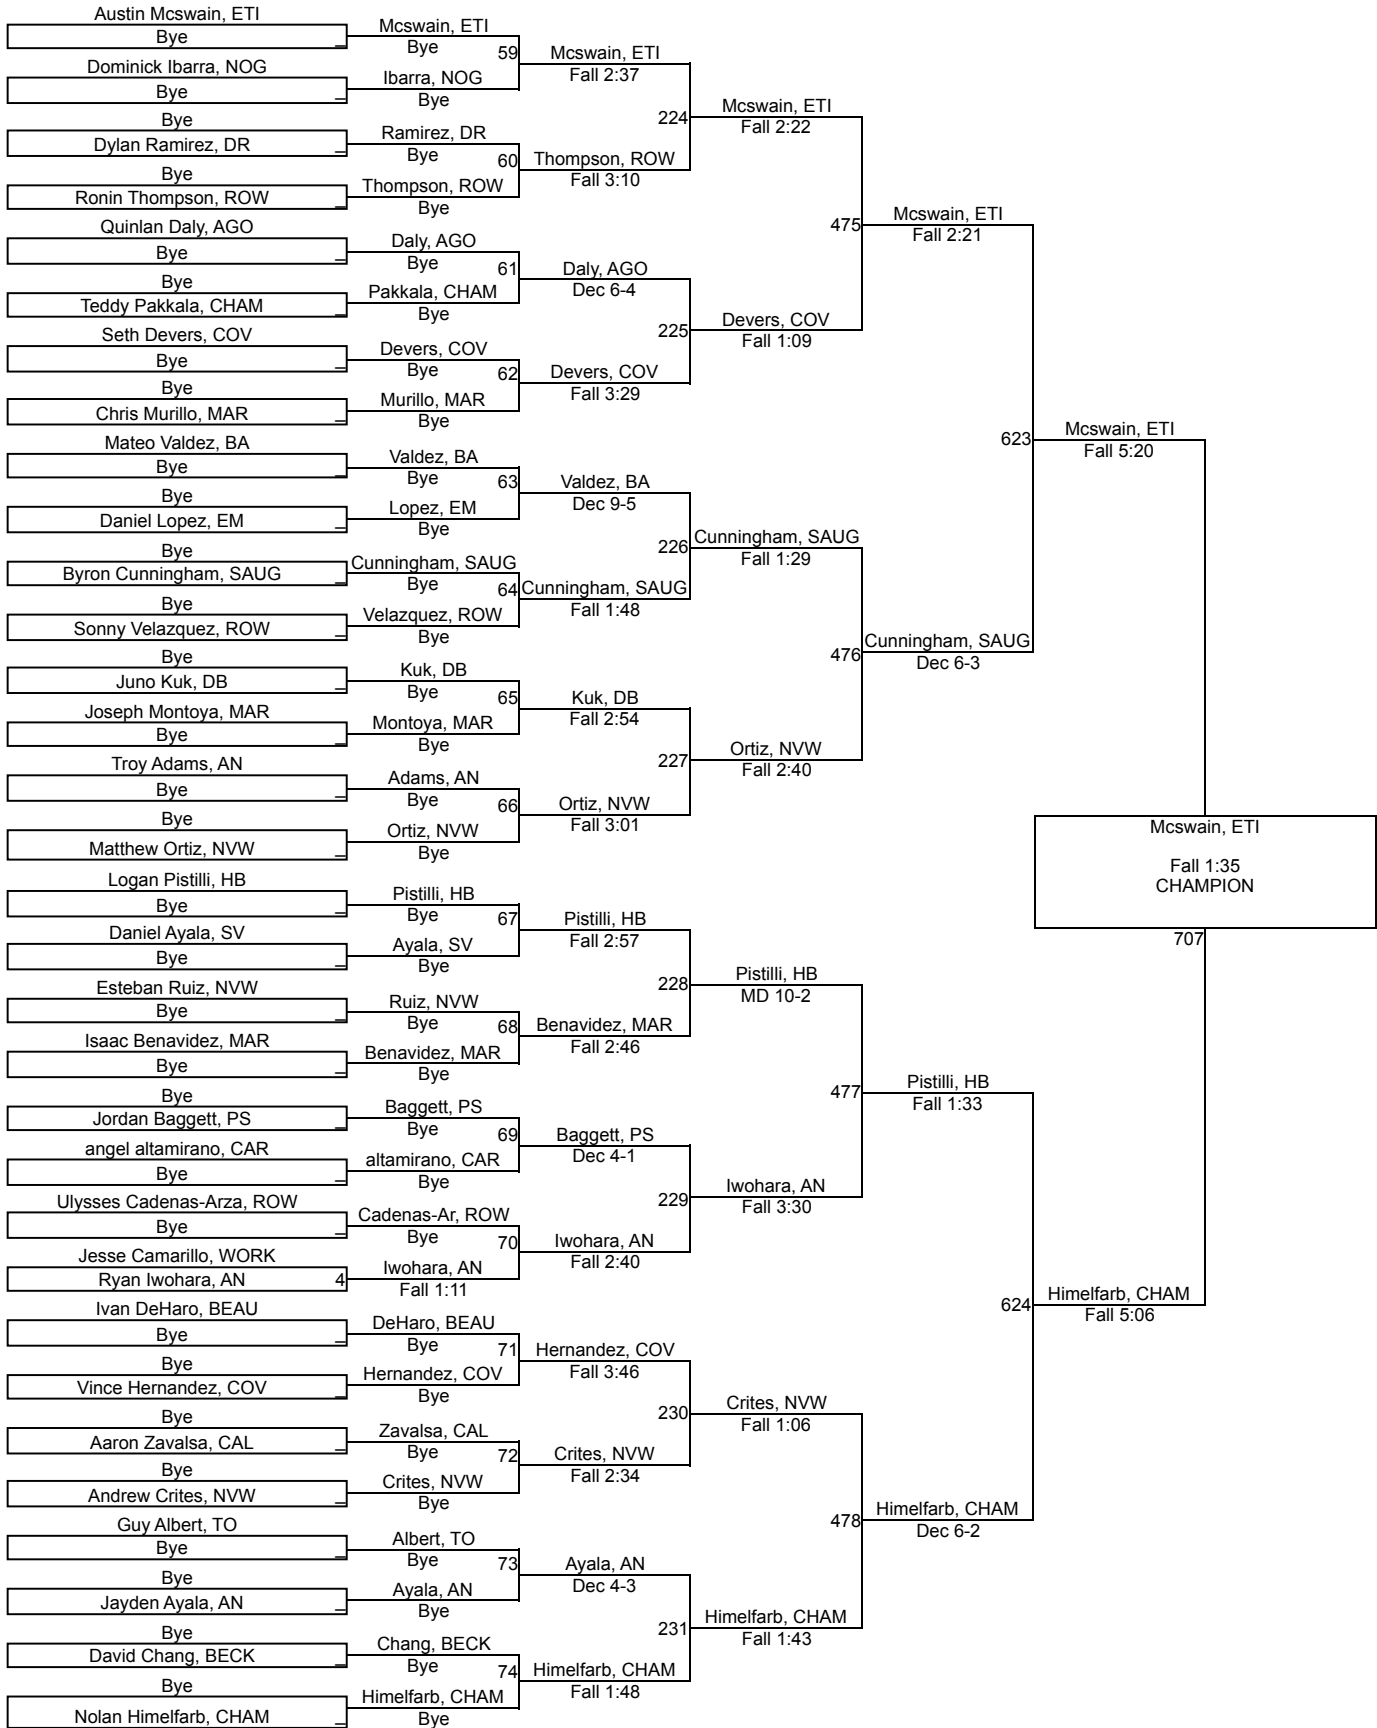 Austin Mcswain, ETI
Bye _
Dominick Ibarra, NOG
Bye _
Bye
Dylan Ramirez, DR _
Bye
Ronin Thompson, ROW _
Quinlan Daly, AGO
Bye _
Bye
Teddy Pakkala, CHAM _
Seth Devers, COV
Bye _
Bye
Chris Murillo, MAR _
Mateo Valdez, BA
Bye _
Bye
Daniel Lopez, EM _
Bye
Byron Cunningham, SAUG _
Bye
Sonny Velazquez, ROW _
Bye
Juno Kuk, DB _
Joseph Montoya, MAR
Bye _
Troy Adams, AN
Bye _
Bye
Matthew Ortiz, NVW _
Logan Pistilli, HB
Bye _
Daniel Ayala, SV
Bye _
Esteban Ruiz, NVW
Bye _
Isaac Benavidez, MAR
Bye _
Bye
Jordan Baggett, PS _
angel altamirano, CAR
Bye _
Ulysses Cadenas-Arza, ROW
Bye _
Jesse Camarillo, WORK
Ryan Iwohara, AN 4
Ivan DeHaro, BEAU
Bye _
Bye
Vince Hernandez, COV _
Bye
Aaron Zavalsa, CAL _
Bye
Andrew Crites, NVW _
Guy Albert, TO
Bye _
Bye
Jayden Ayala, AN _
Bye
David Chang, BECK _
Bye
Nolan Himelfarb, CHAM _
Mcswain, ETI
Bye
59
Ibarra, NOG
Bye
Ramirez, DR
Bye
60
Thompson, ROW
Bye
Daly, AGO
Bye
61
Pakkala, CHAM
Bye
Devers, COV
Bye
62
Murillo, MAR
Bye
Valdez, BA
Bye
63
Lopez, EM
Bye
Cunningham, SAUG
Bye
64
Velazquez, ROW
Bye
Kuk, DB
Bye
65
Montoya, MAR
Bye
Adams, AN
Bye
66
Ortiz, NVW
Bye
Pistilli, HB
Bye
67
Ayala, SV
Bye
Ruiz, NVW
Bye
68
Benavidez, MAR
Bye
Baggett, PS
Bye
69
altamirano, CAR
Bye
Cadenas-Ar, ROW
Bye
70
Iwohara, AN
Fall 1:11
DeHaro, BEAU
Bye
71
Hernandez, COV
Bye
Zavalsa, CAL
Bye
72
Crites, NVW
Bye
Albert, TO
Bye
73
Ayala, AN
Bye
Chang, BECK
Bye
74
Himelfarb, CHAM
Bye
Mcswain, ETI
Fall 2:37
224
Thompson, ROW
Fall 3:10
Daly, AGO
Dec 6-4
225
Devers, COV
Fall 3:29
Valdez, BA
Dec 9-5
226
Cunningham, SAUG
Fall 1:48
Kuk, DB
Fall 2:54
227
Ortiz, NVW
Fall 3:01
Pistilli, HB
Fall 2:57
228
Benavidez, MAR
Fall 2:46
Baggett, PS
Dec 4-1
229
Iwohara, AN
Fall 2:40
Hernandez, COV
Fall 3:46
230
Crites, NVW
Fall 2:34
Ayala, AN
Dec 4-3
231
Himelfarb, CHAM
Fall 1:48
Mcswain, ETI
Fall 2:22
475
Devers, COV
Fall 1:09
Cunningham, SAUG
Fall 1:29
476
Ortiz, NVW
Fall 2:40
Pistilli, HB
MD 10-2
477
Iwohara, AN
Fall 3:30
Crites, NVW
Fall 1:06
478
Himelfarb, CHAM
Fall 1:43
Mcswain, ETI
Fall 2:21
623
Cunningham, SAUG
Dec 6-3
Pistilli, HB
Fall 1:33
624
Himelfarb, CHAM
Dec 6-2
Mcswain, ETI
Fall 5:20
Mcswain, ETI
Fall 1:35
CHAMPION
707
Himelfarb, CHAM
Fall 5:06